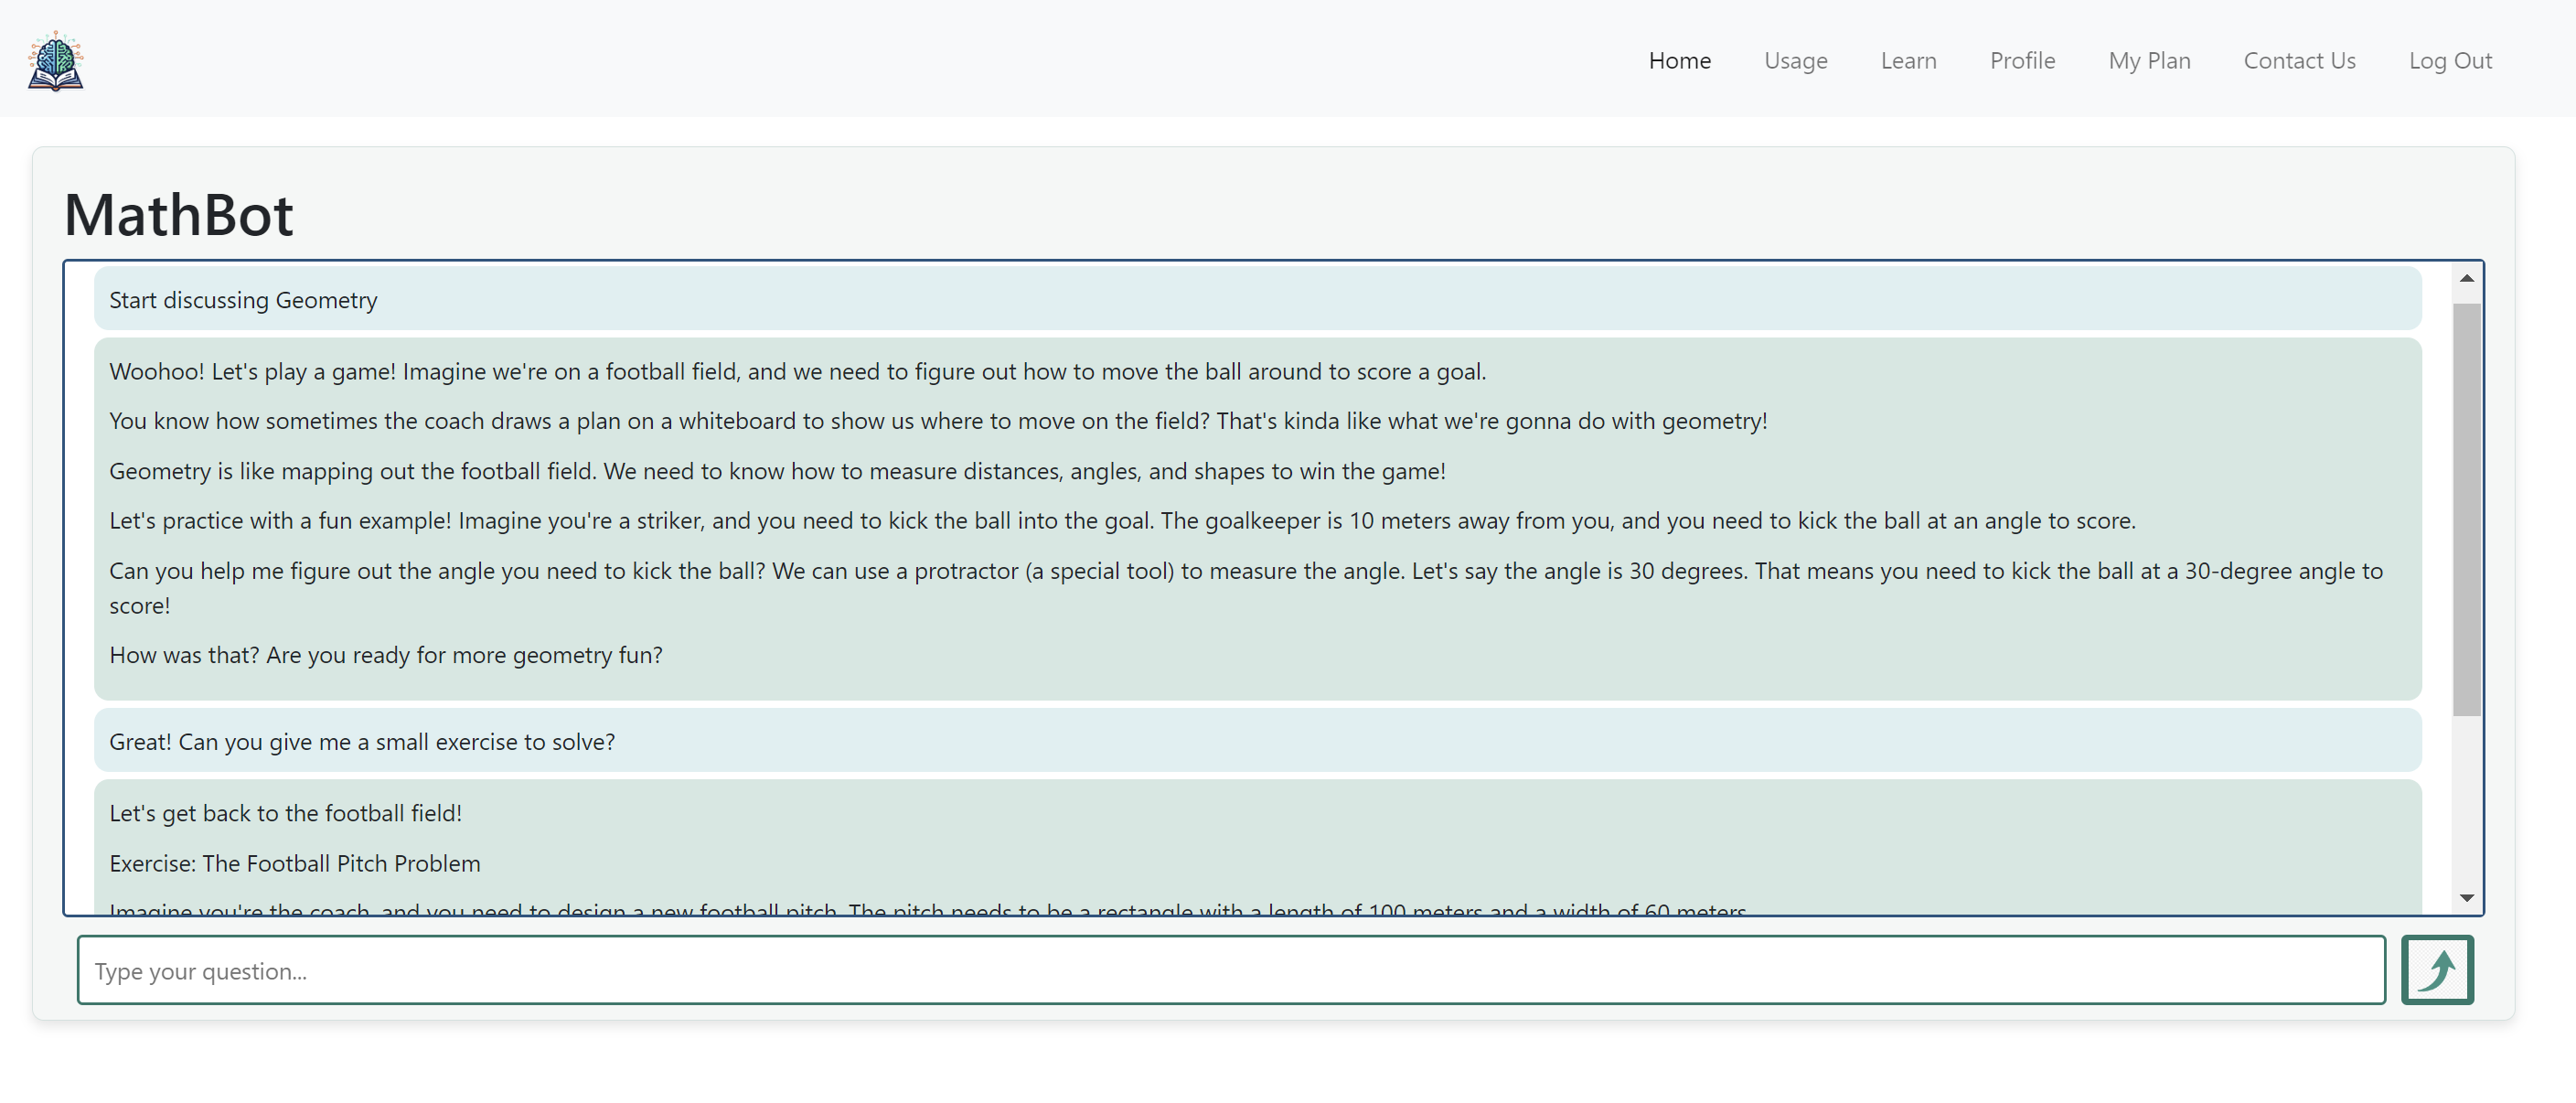 Home Usage Learn Profile My Plan Contact Us Log Out
MathBot
Start discussing Geometry
Woohoo! Let's play a game! Imagine we're on a football field, and we need to figure out how to move the ball around to score a goal.
You know how sometimes the coach draws a plan on a whiteboard to show us where to move on the field? That's kinda like what we're gonna do with geometry!
Geometry is like mapping out the football field. We need to know how to measure distances, angles, and shapes to win the game!
Let's practice with a fun example! Imagine you're a striker, and you need to kick the ball into the goal. The goalkeeper is 10 meters away from you, and you need to kick the ball at an angle to score.
Can you help me figure out the angle you need to kick the ball? We can use a protractor (a special tool) to measure the angle. Let's say the angle is 30 degrees. That means you need to kick the ball at a 30-degree angle to
score!
How was that? Are you ready for more geometry fun?
Great! Can you give me a small exercise to solve?
Let's get back to the football field!
Exercise: The Football Pitch Problem
Imagine you're the coach, and you need to design a new football pitch. The pitch needs to be a rectangle with a length of 100 meters and a width of 60 meters.
Type your question...